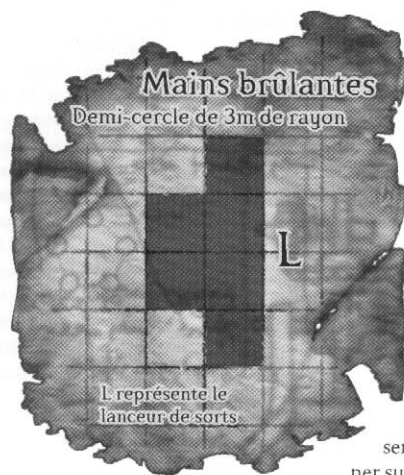 Mains brûlantes
Demi-cercle de 3m de rayon
L
L représente le
lanceur de sorts